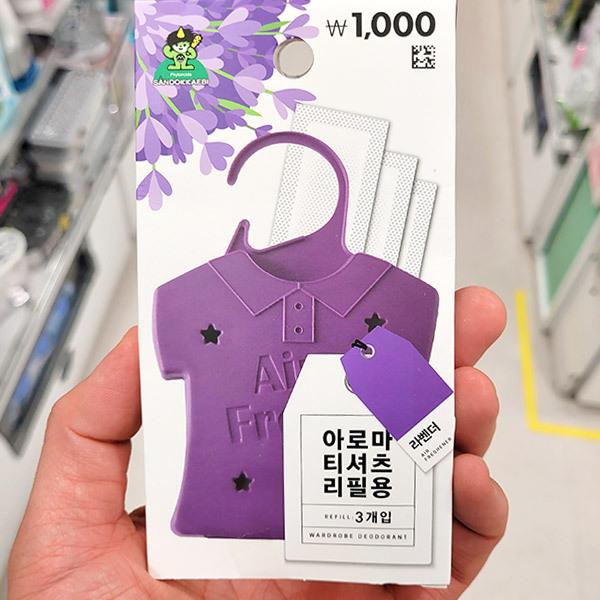 ₩1,000
Phytoncide
SANDOKKAEBI
Air
Fre
라벤더
AIR
FRESHENER
아로마
티셔츠
리필용
REFILL: 3개입
WARDROBE DEODORANT